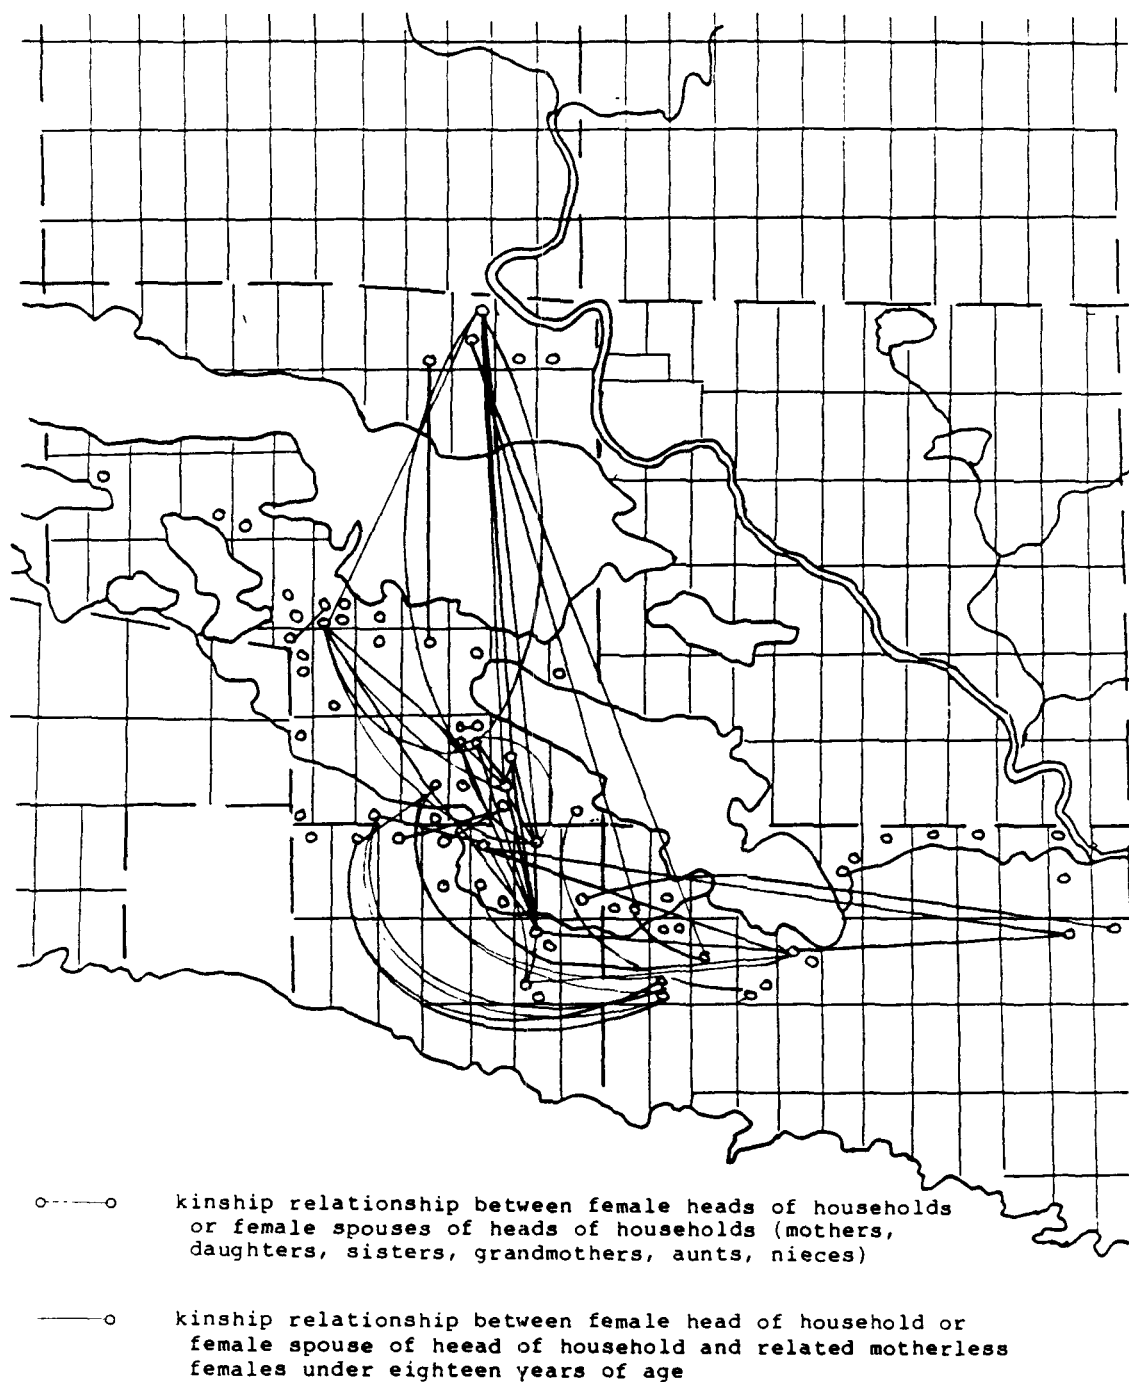 kinship relationship between female heads of households
or female spouses of heads of households (mothers,
daughters, sisters, grandmothers, aunts, nieces)
kinship relationship between female head of household or
female spouse of heead of household and related motherless
females under eighteen years of age